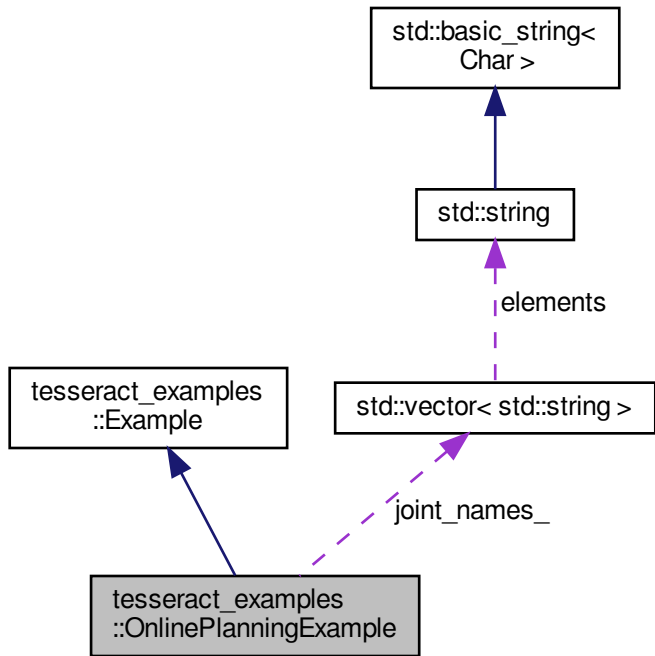 std::basic_string<
Char >
std::string
elements
tesseract_examples
::Example
std::vector< std::string >
joint_names_
tesseract_examples
::OnlinePlanningExample